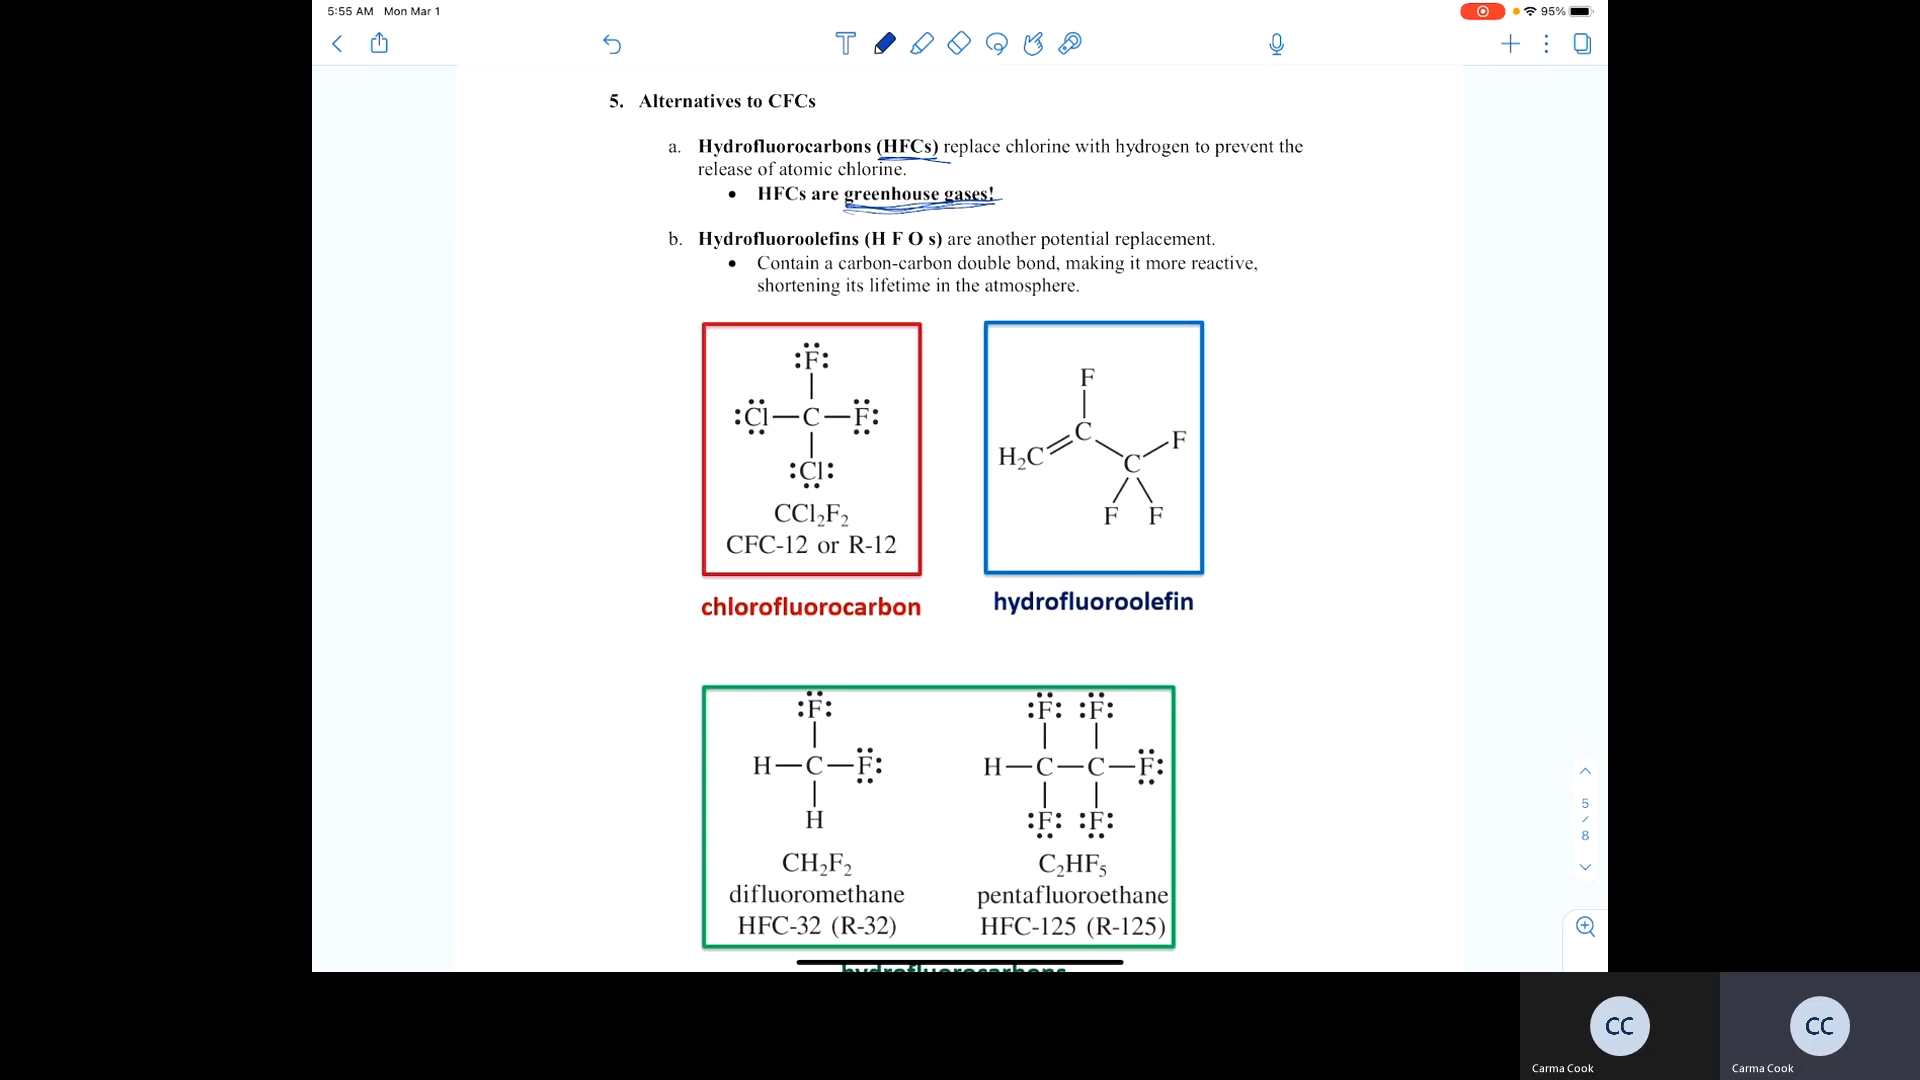 5:55 AM Mon Mar 1
95%
5. Alternatives to CFCs
a. Hydrofluorocarbons (HFCs) replace chlorine with hydrogen to prevent the
release of atomic chlorine.
• HFCs are greenhouse gases!
b. Hydrofluoroolefins (H F O s) are another potential replacement.
• Contain a carbon-carbon double bond, making it more reactive,
shortening its lifetime in the atmosphere.
:F:
:Cl—C—F:
:Cl:
CCl₂F₂
CFC-12 or R-12
chlorofluorocarbon
F
C
F
H₂C
C
F F
hydrofluoroolefin
:F:
H—C—F:
H
CH₂F₂
difluoromethane
HFC-32 (R-32)
:F: :F:
H—C—C—F:
:F: :F:
C₂HF₅
pentafluoroethane
HFC-125 (R-125)
hydrofluorocarbons
5
/
8
CC
Carma Cook
CC
Carma Cook